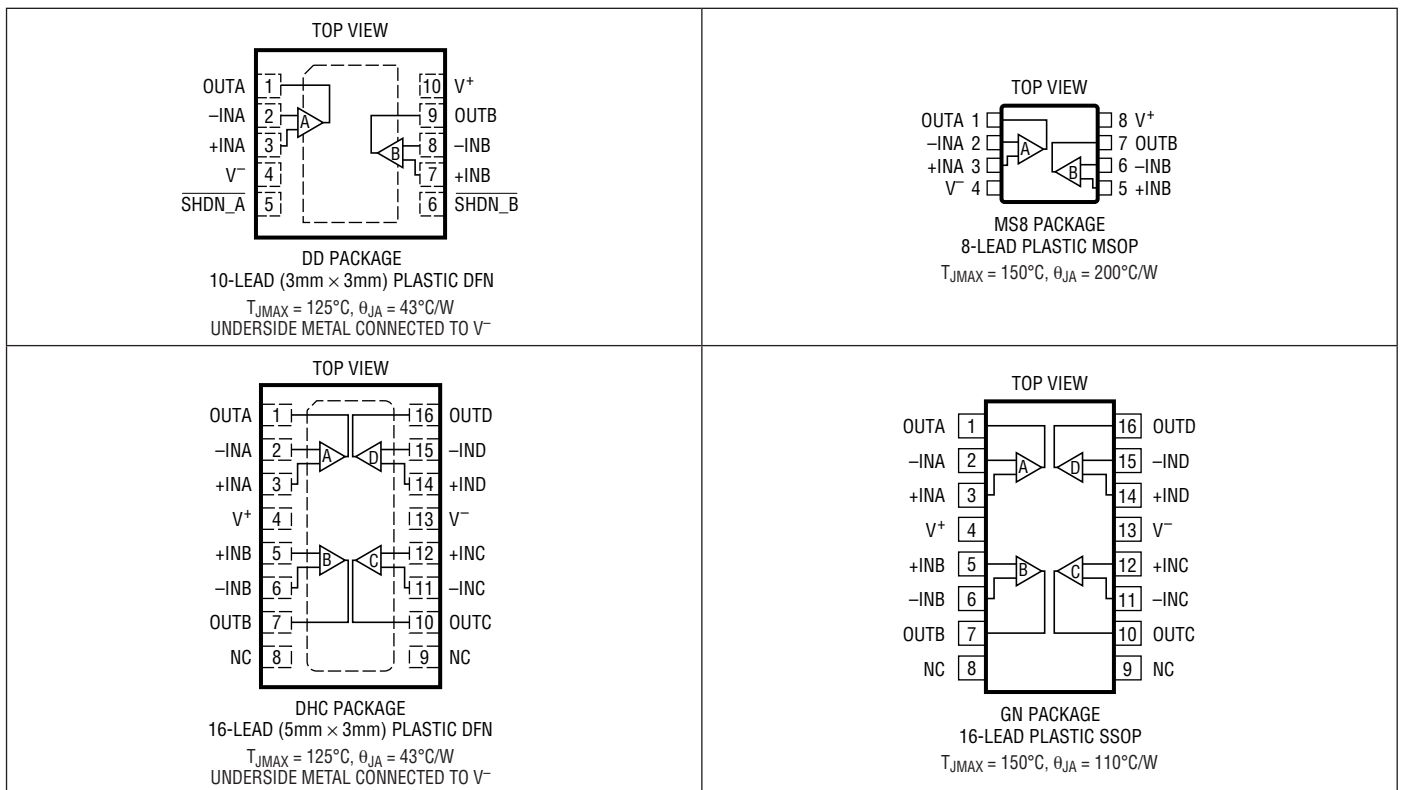 TOP VIEW
OUTA 1 10 V⁺
–INA 2 A 9 OUTB
+INA 3 B 8 –INB
V⁻ 4 7 +INB
SHDN_A 5 6 SHDN_B
DD PACKAGE
10-LEAD (3mm × 3mm) PLASTIC DFN
TJMAX = 125°C, θJA = 43°C/W
UNDERSIDE METAL CONNECTED TO V⁻
TOP VIEW
OUTA 1 8 V⁺
–INA 2 A 7 OUTB
+INA 3 B 6 –INB
V⁻ 4 5 +INB
MS8 PACKAGE
8-LEAD PLASTIC MSOP
TJMAX = 150°C, θJA = 200°C/W
TOP VIEW
OUTA 1 16 OUTD
–INA 2 A D 15 –IND
+INA 3 14 +IND
V⁺ 4 13 V⁻
+INB 5 B C 12 +INC
–INB 6 11 –INC
OUTB 7 10 OUTC
NC 8 9 NC
DHC PACKAGE
16-LEAD (5mm × 3mm) PLASTIC DFN
TJMAX = 125°C, θJA = 43°C/W
UNDERSIDE METAL CONNECTED TO V⁻
TOP VIEW
OUTA 1 16 OUTD
–INA 2 A D 15 –IND
+INA 3 14 +IND
V⁺ 4 13 V⁻
+INB 5 B C 12 +INC
–INB 6 11 –INC
OUTB 7 10 OUTC
NC 8 9 NC
GN PACKAGE
16-LEAD PLASTIC SSOP
TJMAX = 150°C, θJA = 110°C/W